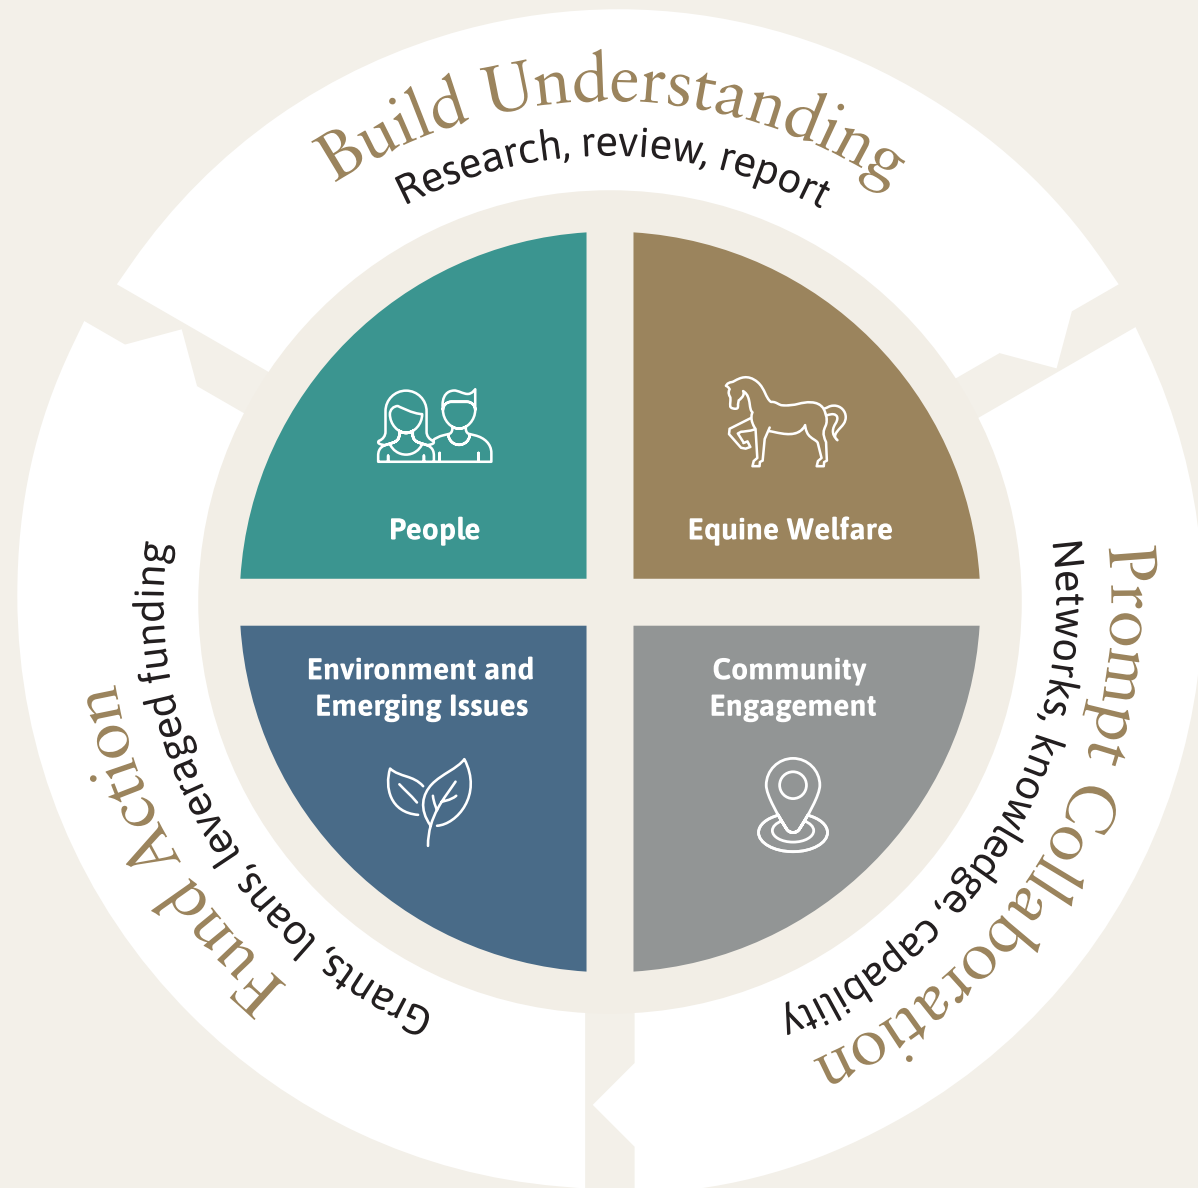 Build Understanding
Research, review, report
People
Equine Welfare
Environment and
Emerging Issues
Community
Engagement
Prompt Collaboration
Networks, knowledge, capability
Fund Action
Grants, loans, leveraged funding